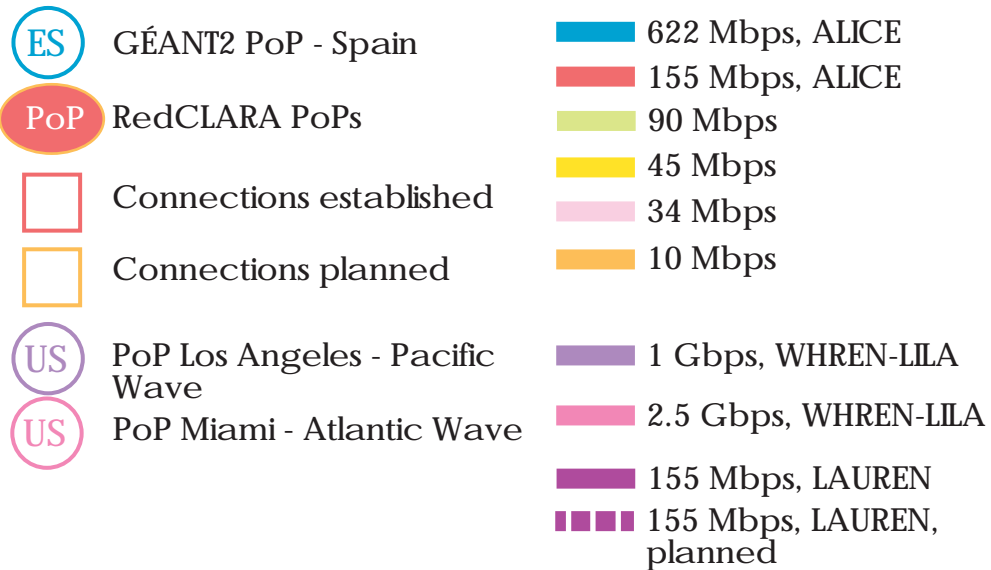 ES GÉANT2 PoP - Spain
PoP RedCLARA PoPs
Connections established
Connections planned
US PoP Los Angeles - Pacific
Wave
US PoP Miami - Atlantic Wave
622 Mbps, ALICE
155 Mbps, ALICE
90 Mbps
45 Mbps
34 Mbps
10 Mbps
1 Gbps, WHREN-LILA
2.5 Gbps, WHREN-LILA
155 Mbps, LAUREN
155 Mbps, LAUREN,
planned